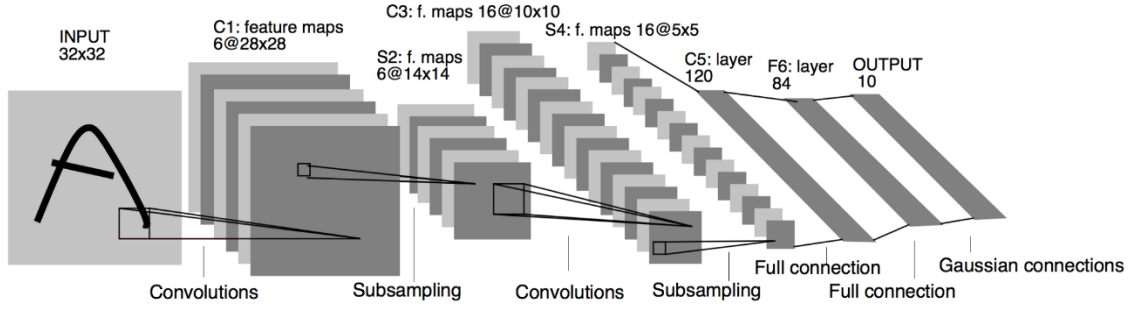 INPUT
32x32
C1: feature maps
6@28x28
S2: f. maps
6@14x14
C3: f. maps 16@10x10
S4: f. maps 16@5x5
C5: layer
120
F6: layer
84
OUTPUT
10
Convolutions
Subsampling
Convolutions
Subsampling
Full connection
Full connection
Gaussian connections